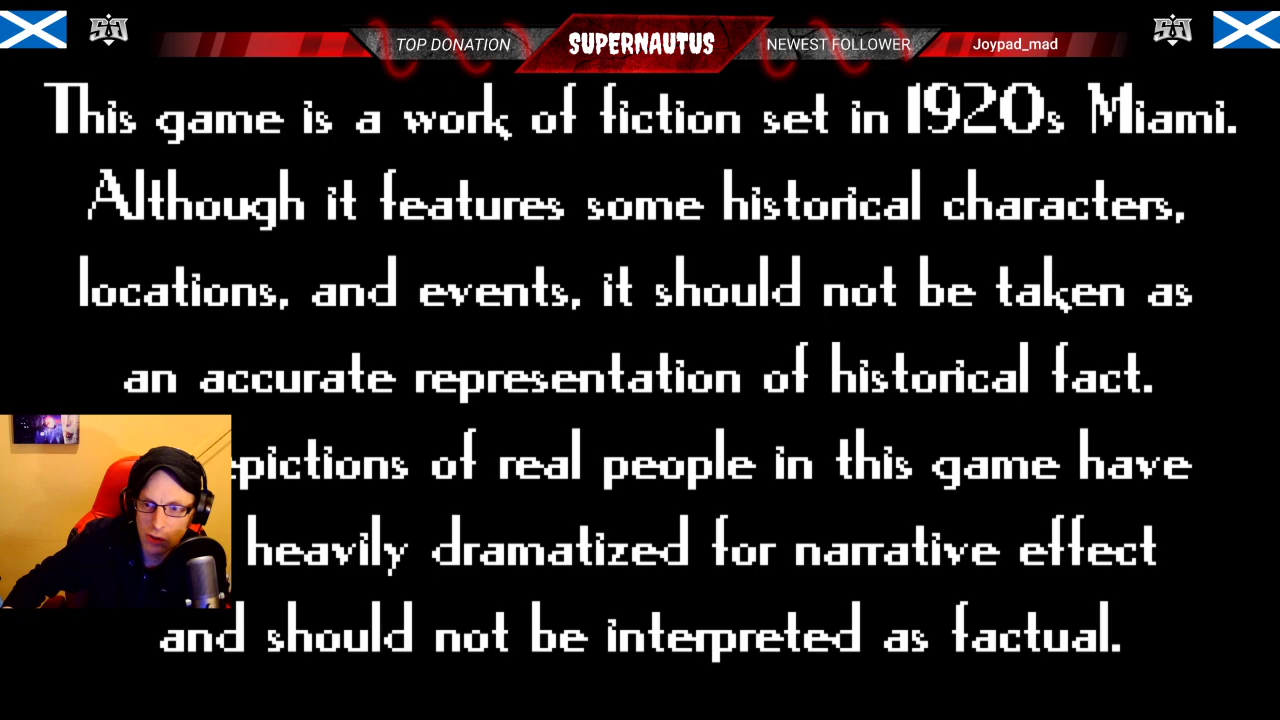 TOP DONATION
SUPERNAUTUS
NEWEST FOLLOWER
Joypad_mad
This game is a work of fiction set in 1920s Miami.
Although it features some historical characters,
locations, and events, it should not be taken as
an accurate representation of historical fact.
epictions of real people in this game have
heavily dramatized for narrative effect
and should not be interpreted as factual.